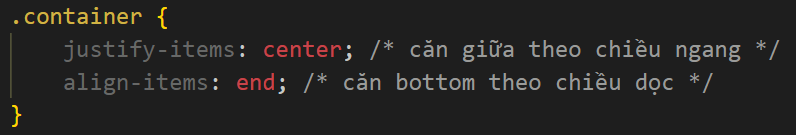 .container {
    justify-items: center; /* căn giữa theo chiều ngang */
    align-items: end; /* căn bottom theo chiều dọc */
}